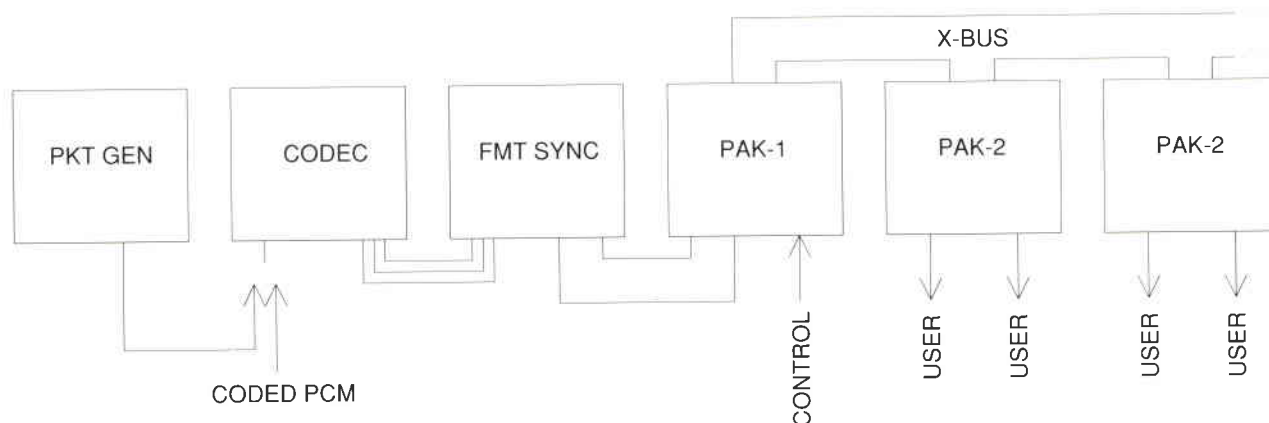 X-BUS
PKT GEN
CODEC
FMT SYNC
PAK-1
PAK-2
PAK-2
CODED PCM
CONTROL
USER
USER
USER
USER